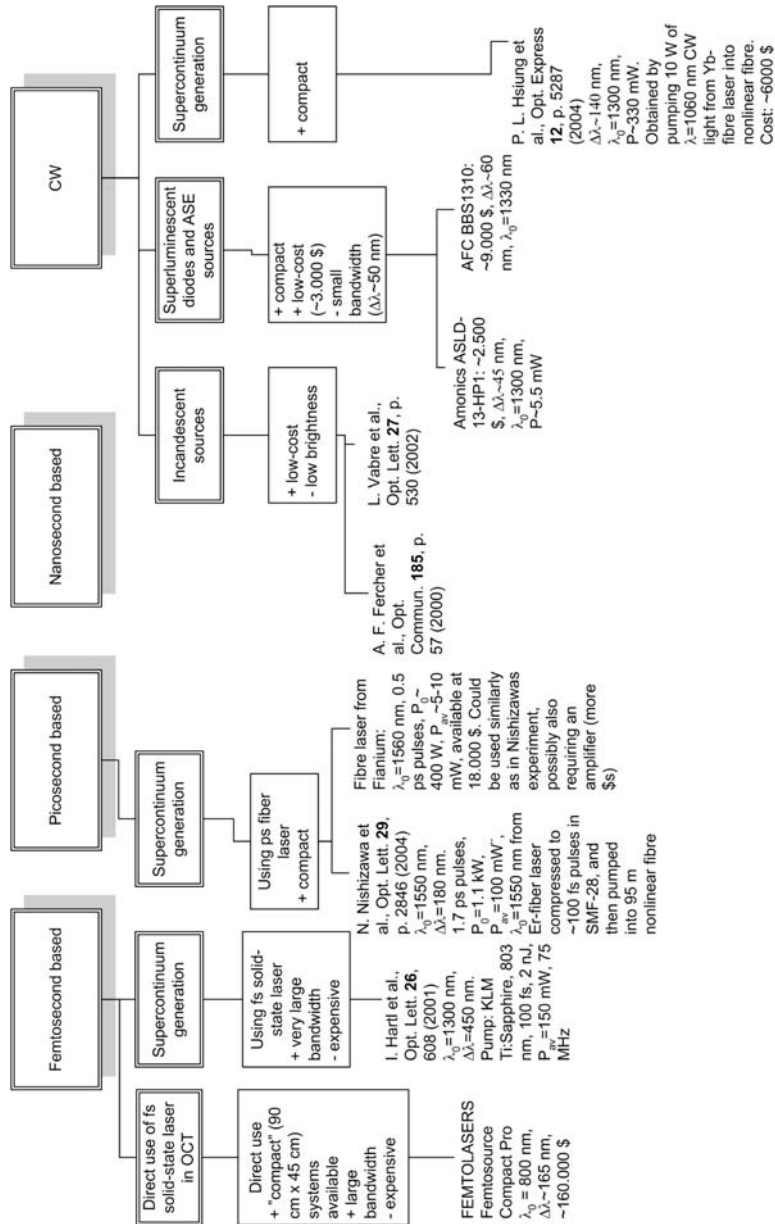 Femtosecond based
Picosecond based
Nanosecond based
CW
Direct use of fs
solid-state laser
in OCT
Supercontinuum
generation
Supercontinuum
generation
Incandescent
sources
Superluminescent
diodes and ASE
sources
Supercontinuum
generation
Direct use
+ "compact" (90
cm x 45 cm)
systems
available
+ large
bandwidth
- expensive
Using fs solid-
state laser
+ very large
bandwidth
- expensive
Using ps fiber
laser
+ compact
+ low-cost
- low brightness
+ compact
+ low-cost
(~3.000 $)
- small
bandwidth
(Δλ~50 nm)
+ compact
FEMTOLASERS
Femtosource
Compact Pro
λ0 = 800 nm,
Δλ~165 nm,
~160.000 $
I. Hartl et al.,
Opt. Lett. 26,
608 (2001)
λ0=1300 nm,
Δλ=450 nm.
Pump: KLM
Ti:Sapphire, 803
nm, 100 fs, 2 nJ,
Pav=150 mW, 75
MHz
N. Nishizawa et
al., Opt. Lett. 29,
p. 2846 (2004)
λ0=1550 nm,
Δλ=180 nm.
1.7 ps pulses,
P0=1.1 kW,
Pav=100 mW¨,
λ0=1550 nm from
Er-fiber laser
compressed to
~100 fs pulses in
SMF-28, and
then pumped
into 95 m
nonlinear fibre
Fibre laser from
Fianium:
λ0=1560 nm, 0.5
ps pulses, P0~
400 W, Pav~5-10
mW, available at
18.000 $. Could
be used similarly
as in Nishizawas
experiment,
possibly also
requiring an
amplifier (more
$s)
A. F. Fercher et
al., Opt.
Commun. 185, p.
57 (2000)
L. Vabre et al.,
Opt. Lett. 27, p.
530 (2002)
Amonics ASLD-
13-HP1: ~2.500
$, Δλ~45 nm,
λ0=1300 nm,
P~5.5 mW
AFC BBS1310:
~9.000 $, Δλ~60
nm, λ0=1330 nm
P. L. Hsiung et
al., Opt. Express
12, p. 5287
(2004)
Δλ~140 nm,
λ0=1300 nm,
P~330 mW.
Obtained by
pumping 10 W of
λ=1060 nm CW
light from Yb-
fibre laser into
nonlinear fibre.
Cost: ~6000 $